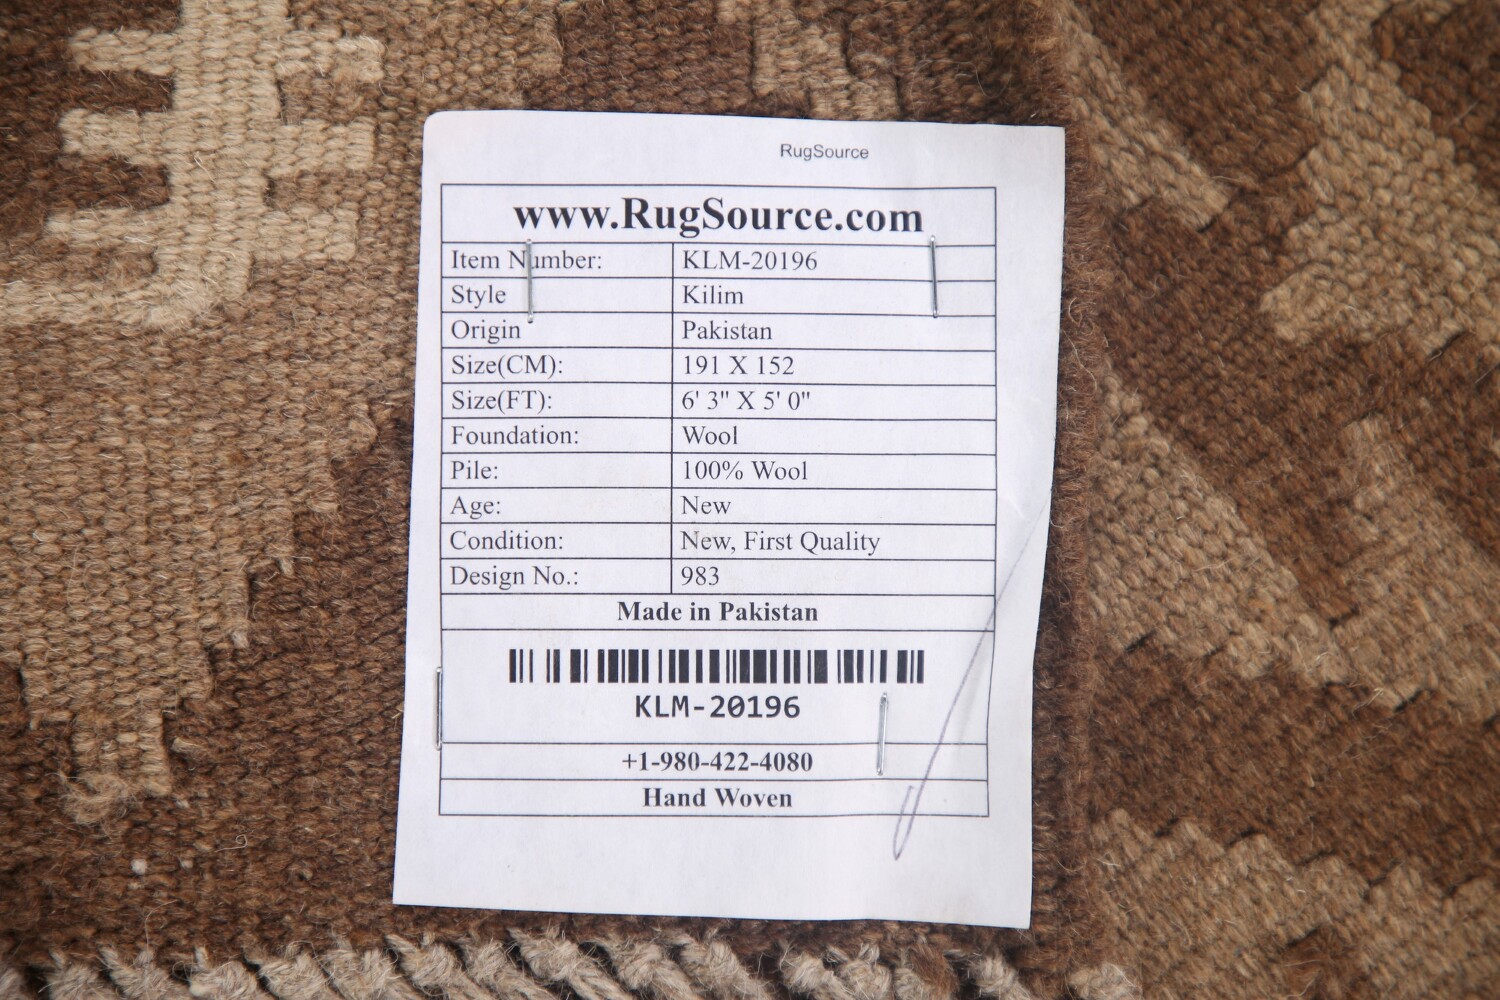 RugSource
www.RugSource.com
Item Number: KLM-20196
Style Kilim
Origin Pakistan
Size(CM): 191 X 152
Size(FT): 6' 3" X 5' 0"
Foundation: Wool
Pile: 100% Wool
Age: New
Condition: New, First Quality
Design No.: 983
Made in Pakistan
KLM-20196
+1-980-422-4080
Hand Woven